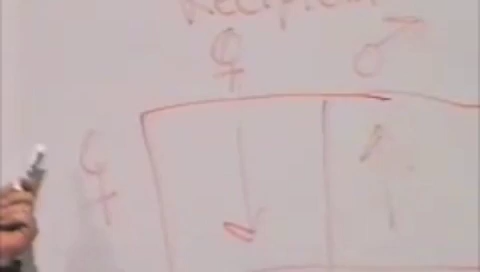 Recipient
♀ ♂
♀ ↓ ↑